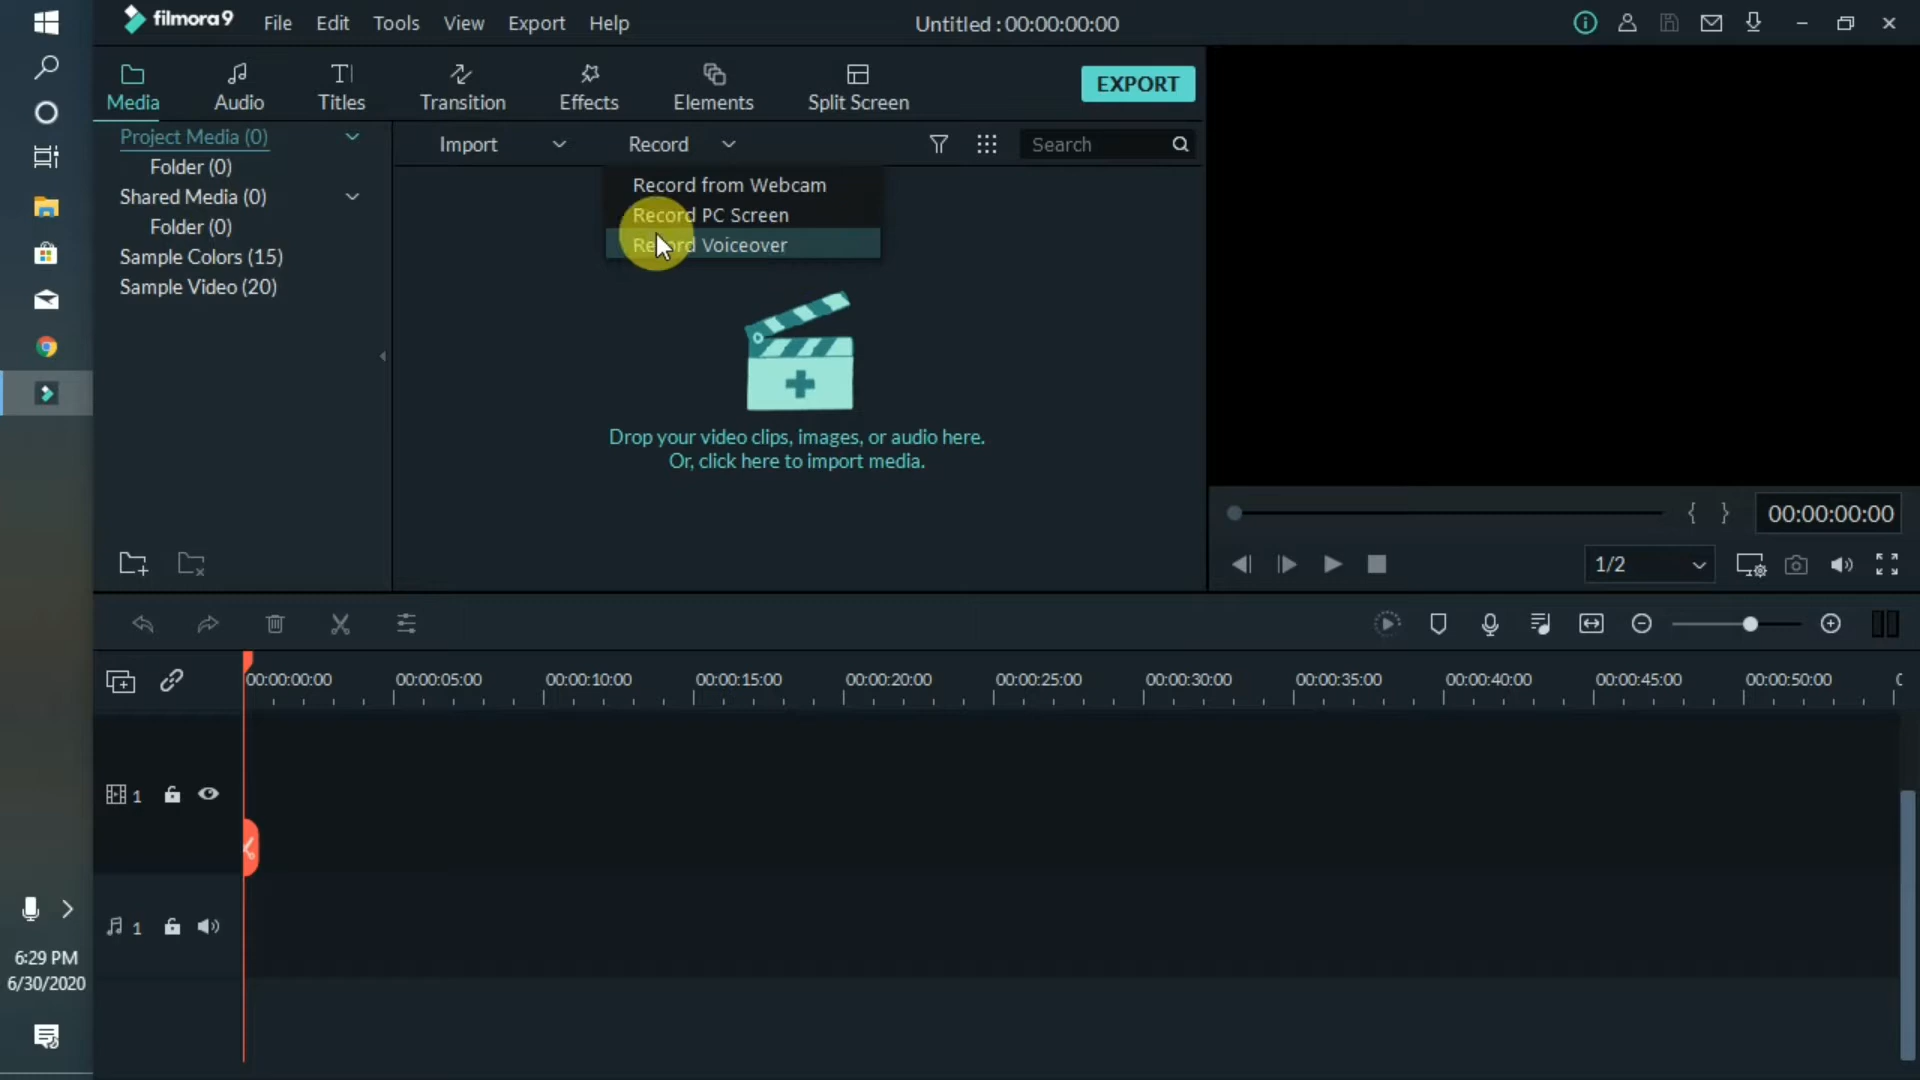 filmora9 File Edit Tools View Export Help Untitled : 00:00:00:00
Media Audio Titles Transition Effects Elements Split Screen EXPORT
Project Media (0)
Folder (0)
Shared Media (0)
Folder (0)
Sample Colors (15)
Sample Video (20)
Import Record Search
Record from Webcam
Record PC Screen
Record Voiceover
Drop your video clips, images, or audio here.
Or, click here to import media.
00:00:00:00
1/2
00:00:00:00 00:00:05:00 00:00:10:00 00:00:15:00 00:00:20:00 00:00:25:00 00:00:30:00 00:00:35:00 00:00:40:00 00:00:45:00 00:00:50:00
1
1
6:29 PM
6/30/2020